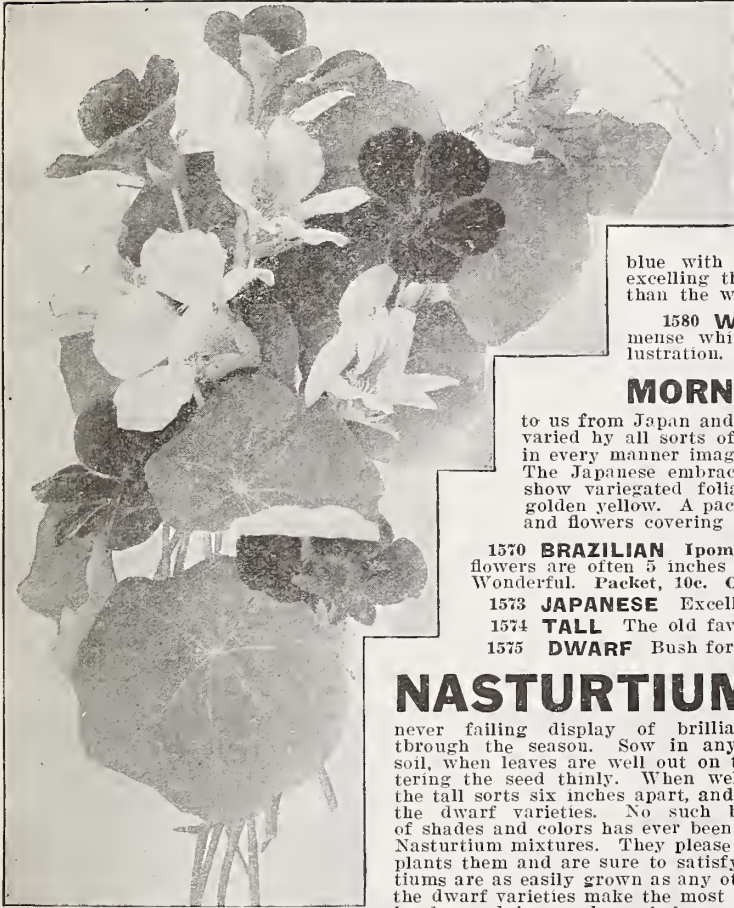 blue with
excelling th
than the w
1580 W
mense whi
lustration.
MORN
to us from Japan and
varied by all sorts of
in every manner imag
The Japanese embrac
show variegated folia
golden yellow. A pac
and flowers covering
1570 BRAZILIAN Ipom
flowers are often 5 inches
Wonderful. Packet, 10c. O
1573 JAPANESE Excell
1574 TALL The old fav
1575 DWARF Bush for
NASTURTIUM
never failing display of brillia
through the season. Sow in any
soil, when leaves are well out on t
tering the seed thinly. When wel
the tall sorts six inches apart, and
the dwarf varieties. No such b
of shades and colors has ever been
Nasturtium mixtures. They please
plants them and are sure to satisfy
tiums are as easily grown as any ot
the dwarf varieties make the most